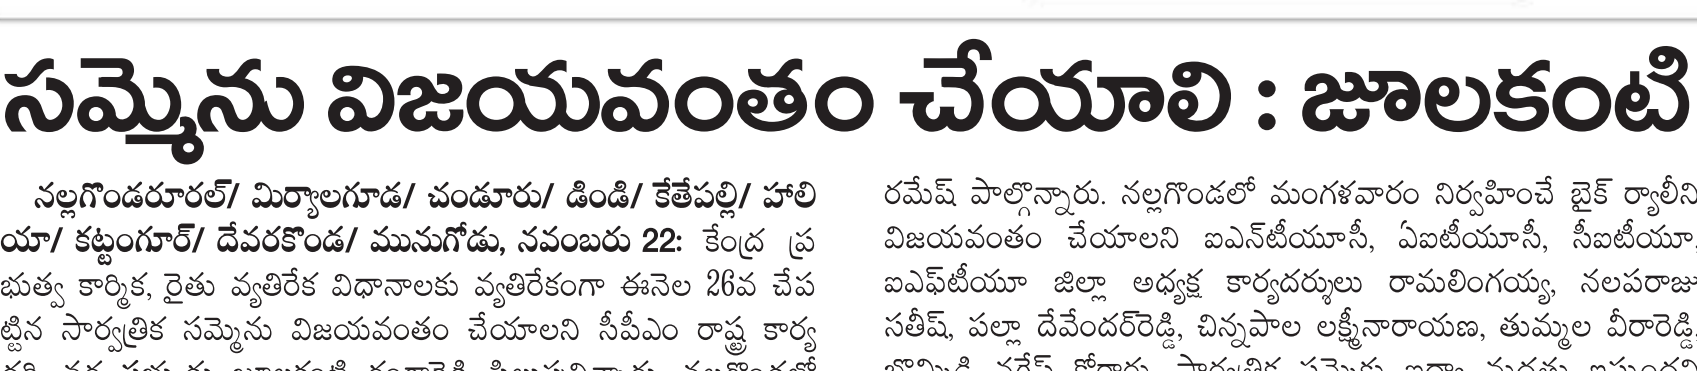 సమ్మెను విజయవంతం చేయాలి : జూలకంటి
నల్లగొండరూరల్/ మిర్యాలగూడ/ చండూరు/ డిండి/ కేతేపల్లి/ హాలి
యా/ కట్టంగూర్/ దేవరకొండ/ మునుగోడు, నవంబరు 22: కేంద్ర ప్ర
భుత్వ కార్మిక, రైతు వ్యతిరేక విధానాలకు వ్యతిరేకంగా ఈనెల 26వ చేప
ట్టిన సార్వత్రిక సమ్మెను విజయవంతం చేయాలని సీపీఎం రాష్ట్ర కార్య
రమేష్ పాల్గొన్నారు. నల్లగొండలో మంగళవారం నిర్వహించే బైక్ ర్యాలీని
విజయవంతం చేయాలని ఐఎన్‌టీయూసీ, ఏఐటీయూసీ, సీఐటీయూ,
ఐఎఫ్‌టీయూ జిల్లా అధ్యక్ష కార్యదర్శులు రామలింగయ్య, నలపరాజు
సతీష్, పల్లా దేవేందర్‌రెడ్డి, చిన్నపాల లక్ష్మీనారాయణ, తుమ్మల వీరారెడ్డి,